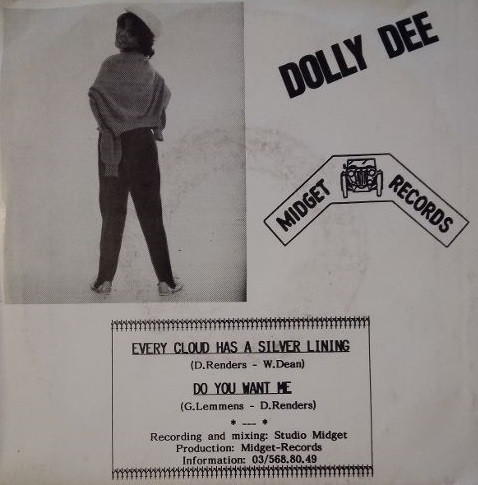 DOLLY DEE
MIDGET RECORDS
EVERY CLOUD HAS A SILVER LINING
(D.Renders - W.Dean)
DO YOU WANT ME
(G.Lemmens - D.Renders)
* --- *
Recording and mixing: Studio Midget
Production: Midget-Records
Information: 03/568.80.49